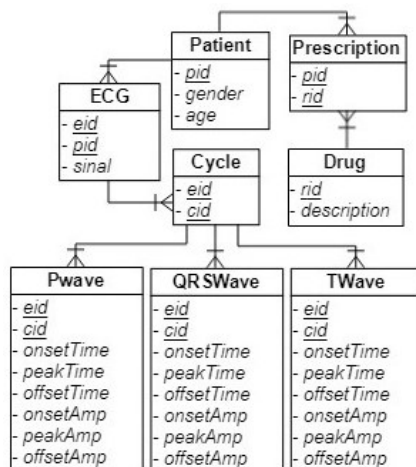 Patient
- pid
- gender
- age
Prescription
- pid
- rid
ECG
- eid
- pid
- sinal
Cycle
- eid
- cid
Drug
- rid
- description
Pwave
- eid
- cid
- onsetTime
- peakTime
- offsetTime
- onsetAmp
- peakAmp
- offsetAmp
QRSWave
- eid
- cid
- onsetTime
- peakTime
- offsetTime
- onsetAmp
- peakAmp
- offsetAmp
TWave
- eid
- cid
- onsetTime
- peakTime
- offsetTime
- onsetAmp
- peakAmp
- offsetAmp